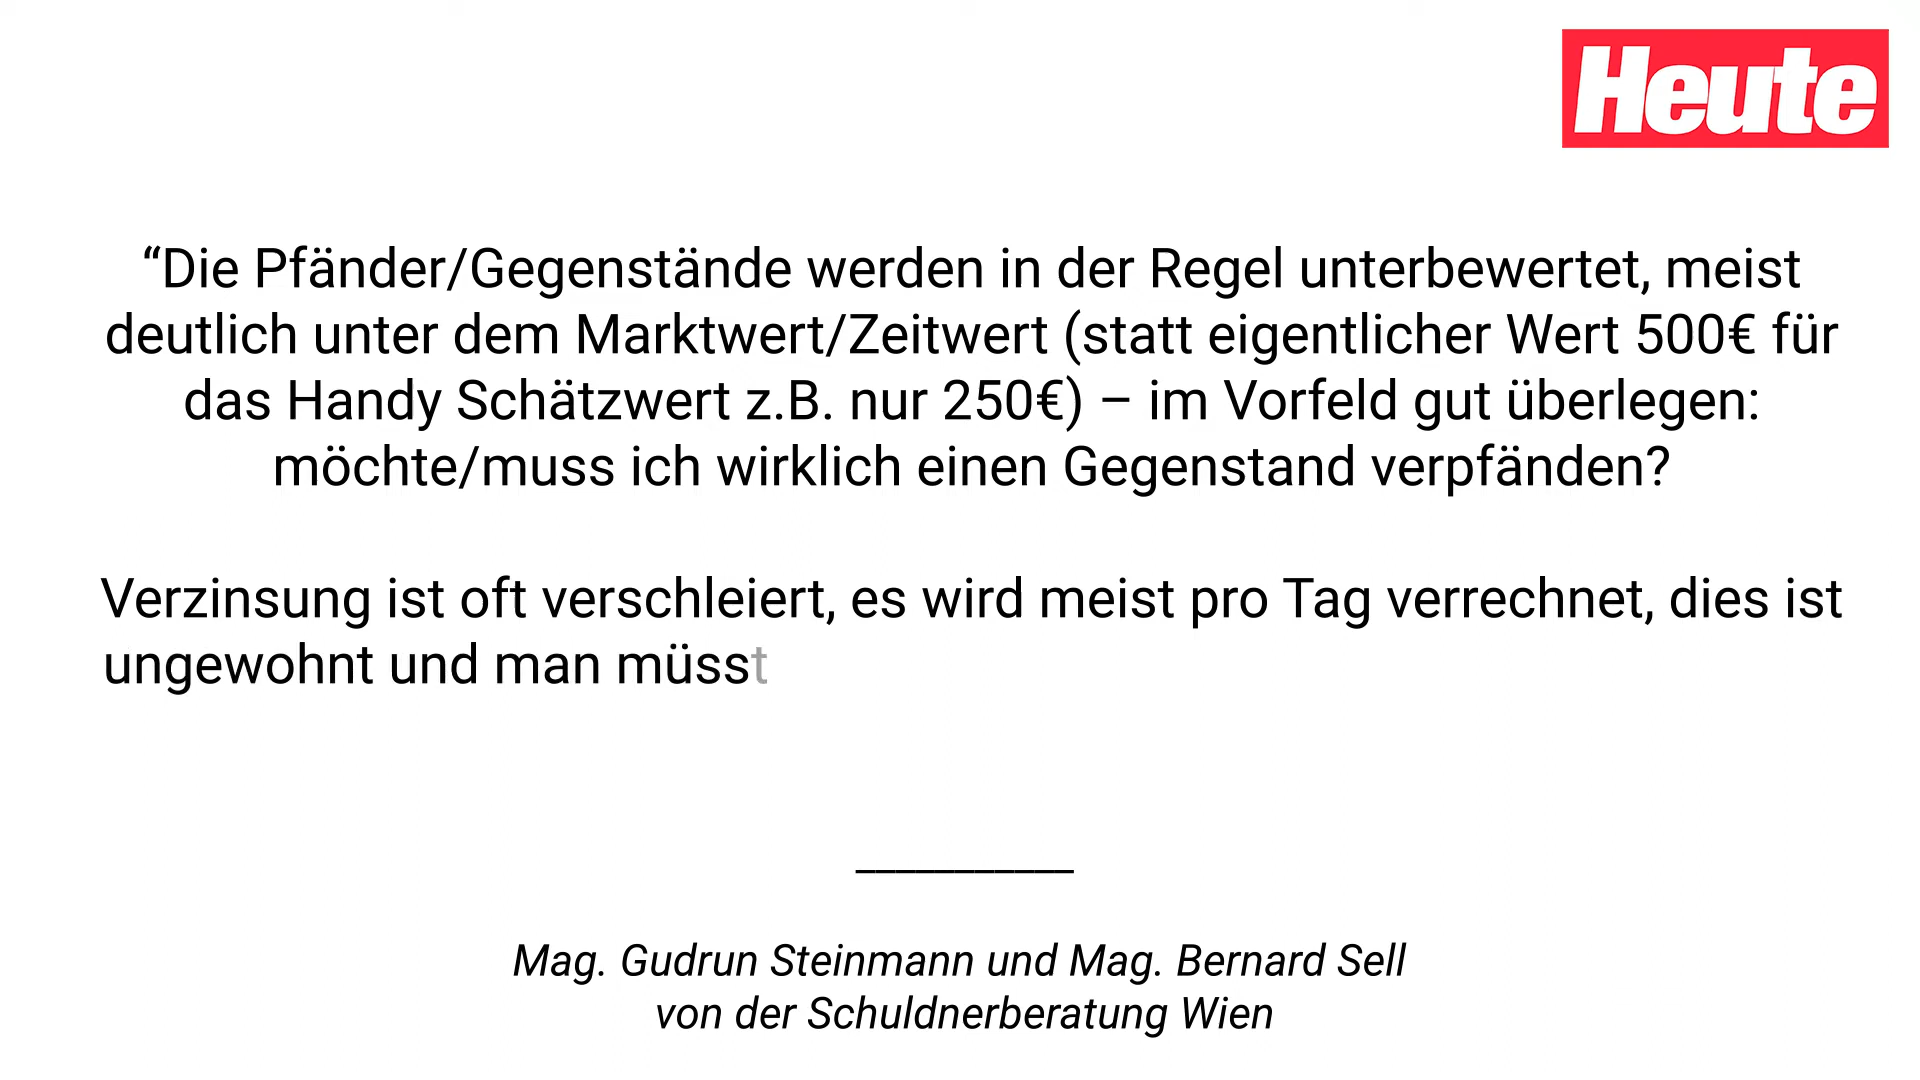 Heute
“Die Pfänder/Gegenstände werden in der Regel unterbewertet, meist
deutlich unter dem Marktwert/Zeitwert (statt eigentlicher Wert 500€ für
das Handy Schätzwert z.B. nur 250€) – im Vorfeld gut überlegen:
möchte/muss ich wirklich einen Gegenstand verpfänden?
Verzinsung ist oft verschleiert, es wird meist pro Tag verrechnet, dies ist
ungewohnt und man müsst
Mag. Gudrun Steinmann und Mag. Bernard Sell
von der Schuldnerberatung Wien